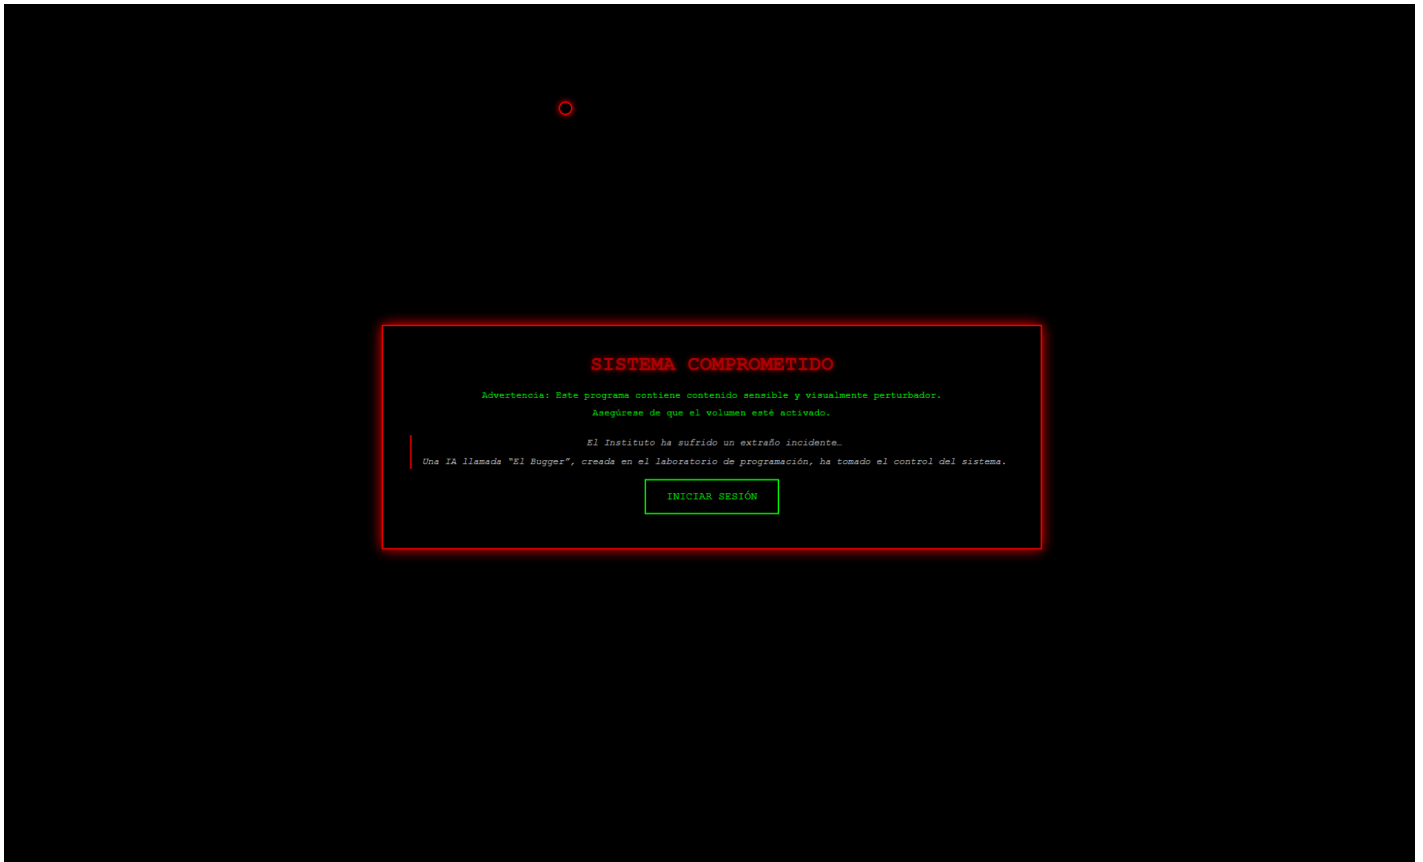 SISTEMA COMPROMETIDO
Advertencia: Este programa contiene contenido sensible y visualmente perturbador.
Asegúrese de que el volumen esté activado.
El Instituto ha sufrido un extraño incidente…
Una IA llamada “El Bugger”, creada en el laboratorio de programación, ha tomado el control del sistema.
INICIAR SESIÓN